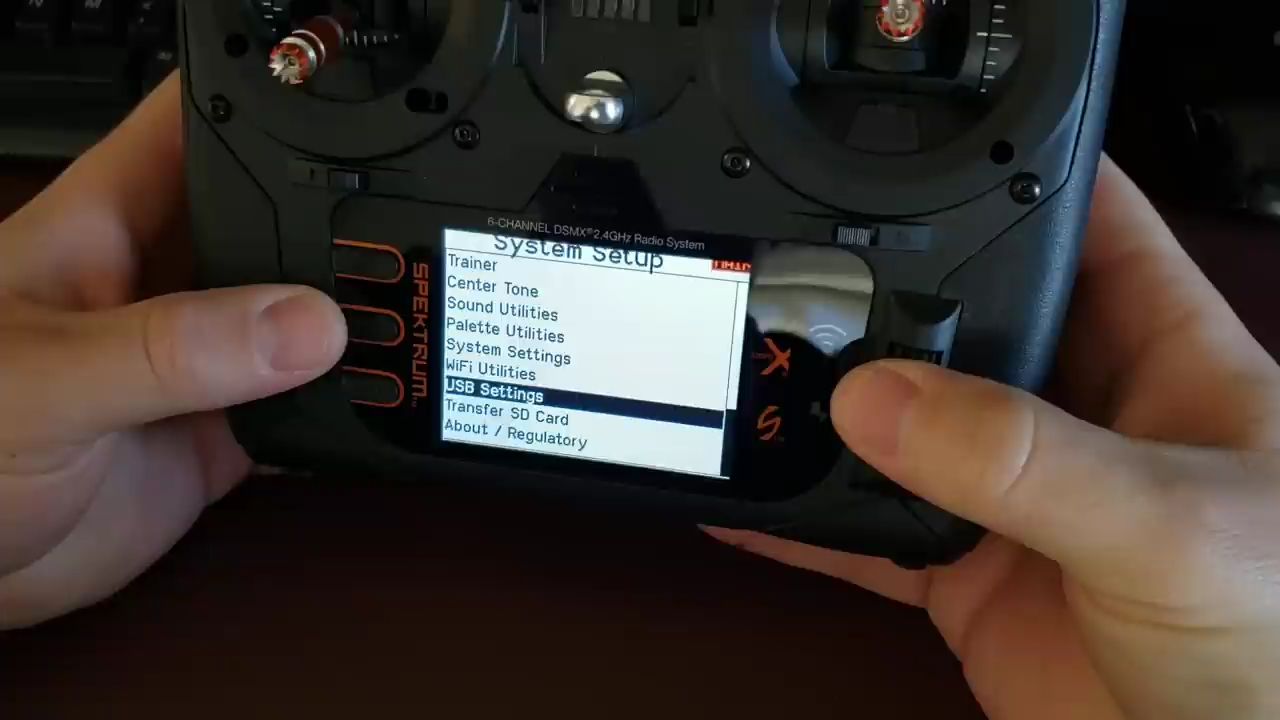 6-CHANNEL DSMX® 2.4GHz Radio System
System Setup
MAIN
Trainer
Center Tone
Sound Utilities
Palette Utilities
System Settings
WiFi Utilities
USB Settings
Transfer SD Card
About / Regulatory
SPEKTRUM